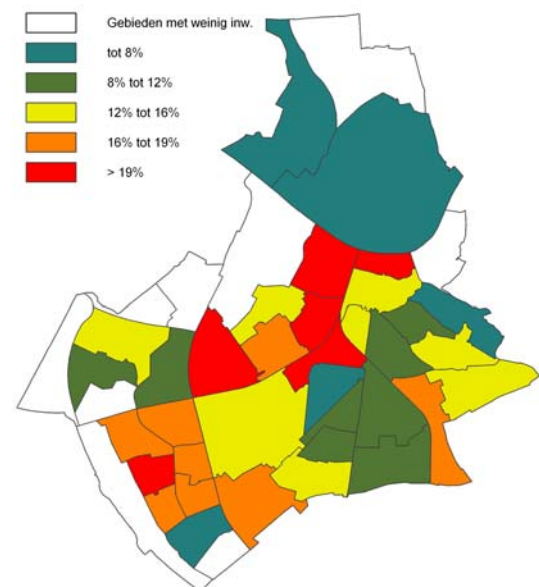 Gebieden met weinig inw.
tot 8%
8% tot 12%
12% tot 16%
16% tot 19%
> 19%